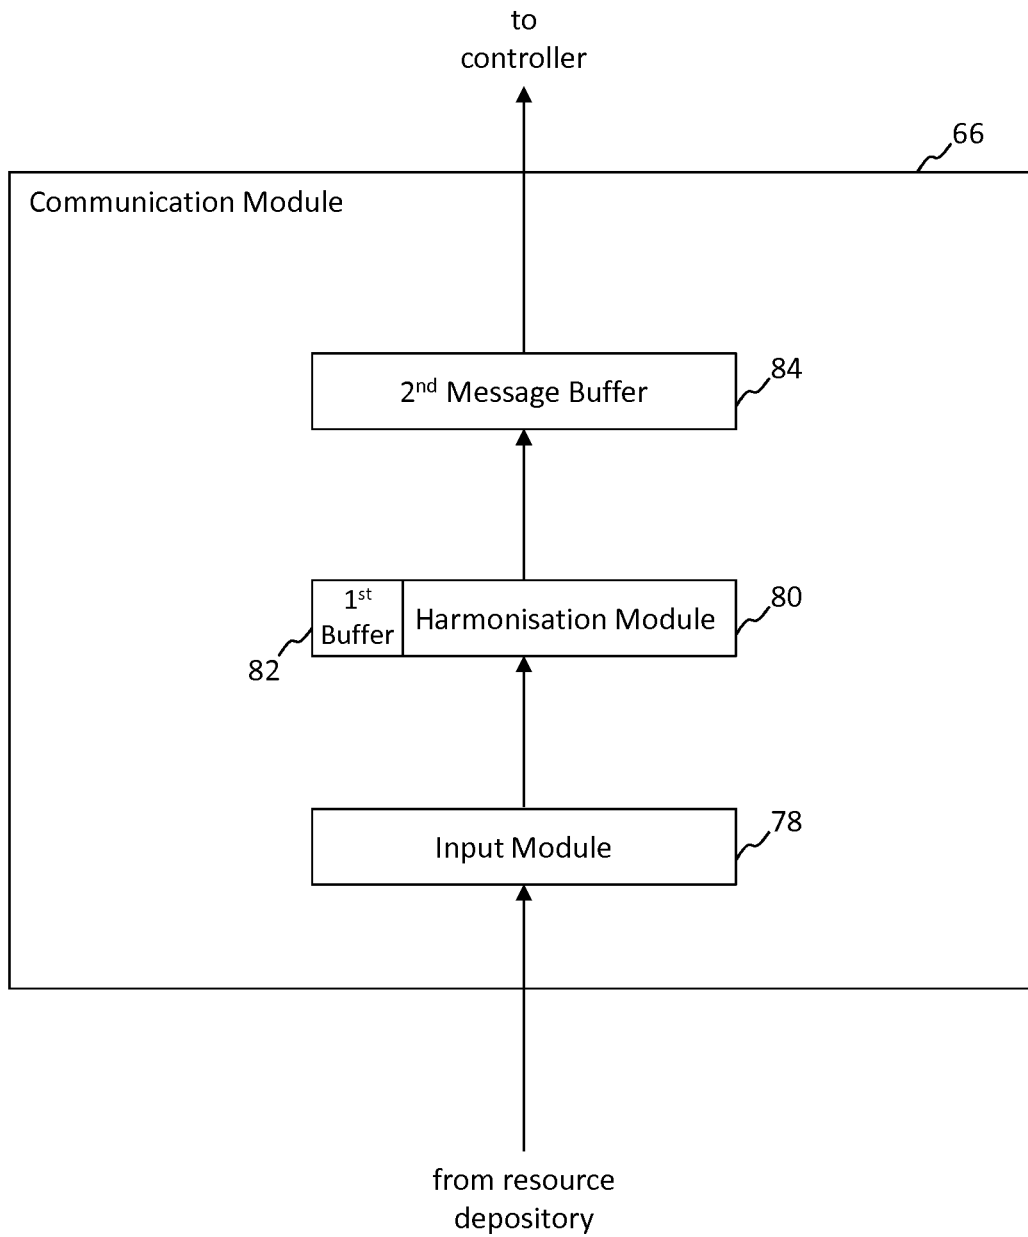 to
controller
66
Communication Module
2nd Message Buffer
84
1st
Buffer
Harmonisation Module
80
82
Input Module
78
from resource
depository